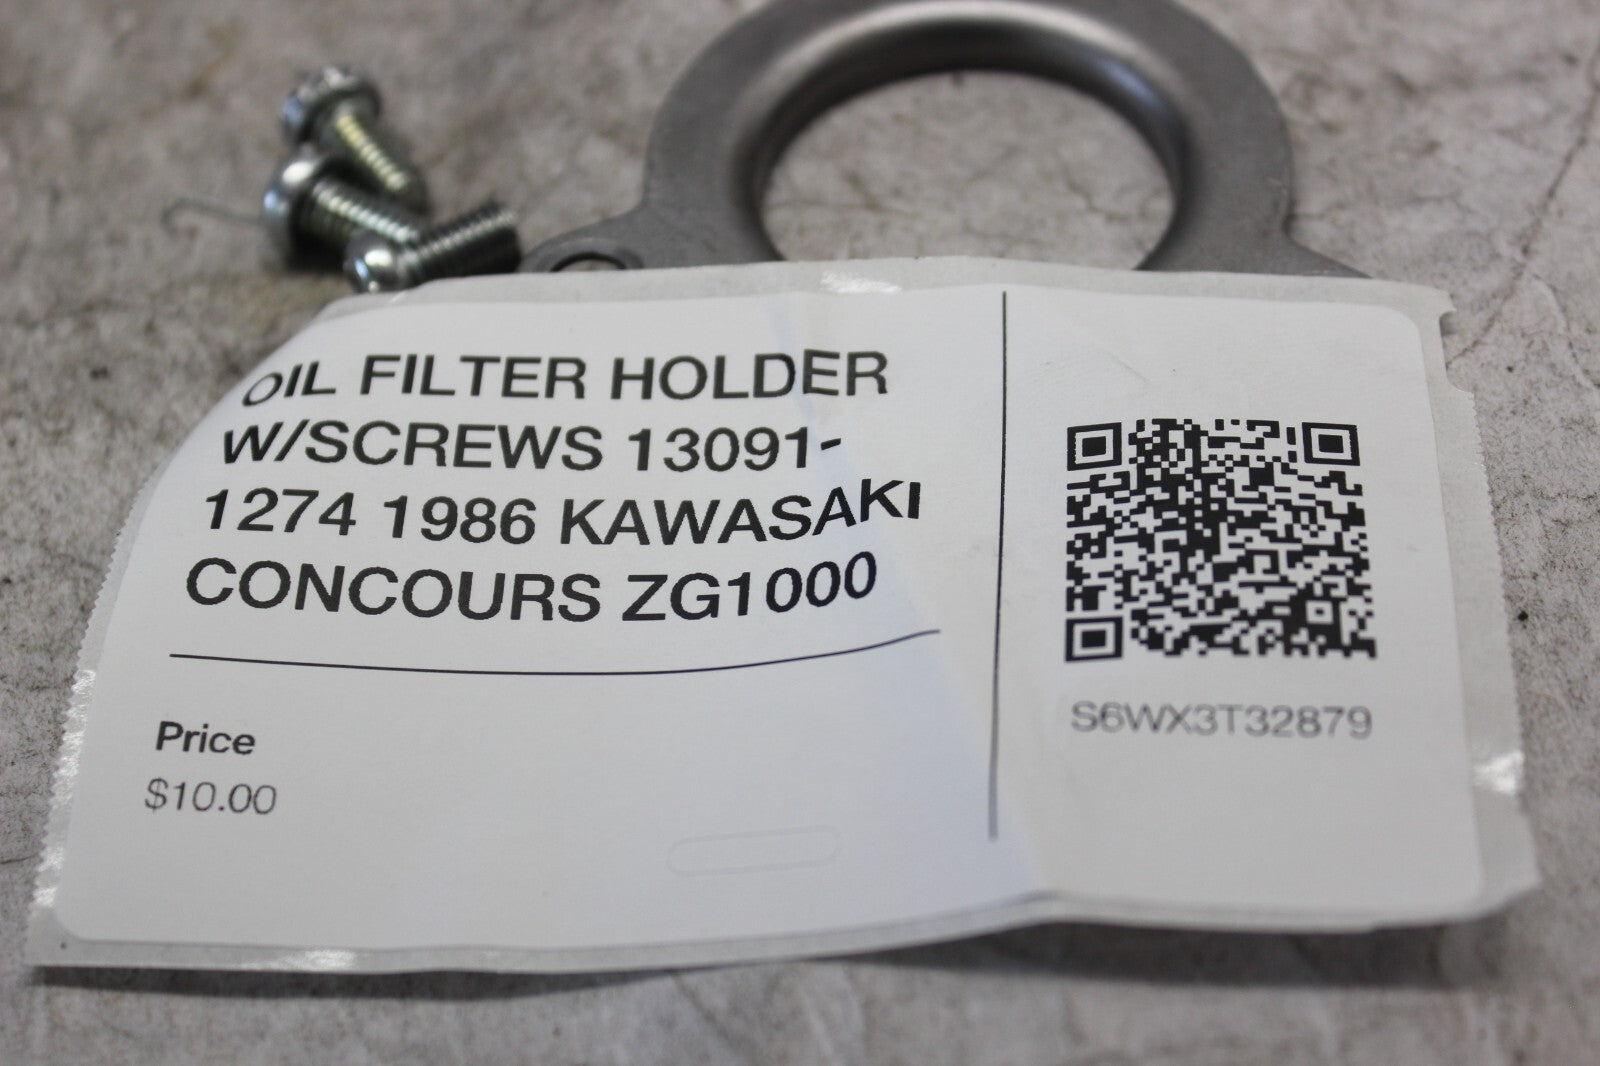 OIL FILTER HOLDER
W/SCREWS 13091-
1274 1986 KAWASAKI
CONCOURS ZG1000
Price
$10.00
S6WX3T32879